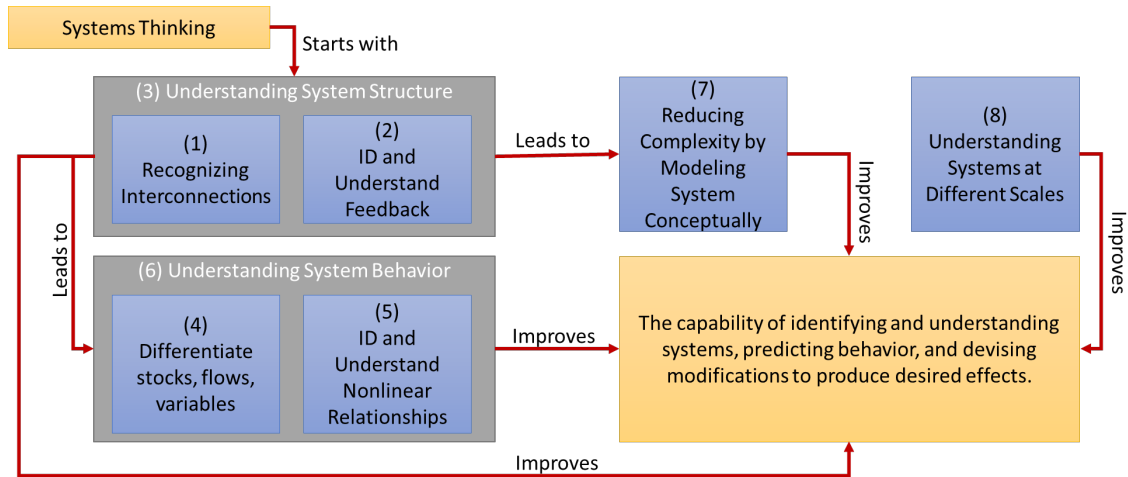 Systems Thinking
Starts with
(3) Understanding System Structure
(1)
Recognizing
Interconnections
(2)
ID and
Understand
Feedback
Leads to
(7)
Reducing
Complexity by
Modeling
System
Conceptually
(8)
Understanding
Systems at
Different Scales
Improves
Improves
Leads to
(6) Understanding System Behavior
(4)
Differentiate
stocks, flows,
variables
(5)
ID and
Understand
Nonlinear
Relationships
Improves
The capability of identifying and understanding
systems, predicting behavior, and devising
modifications to produce desired effects.
Improves